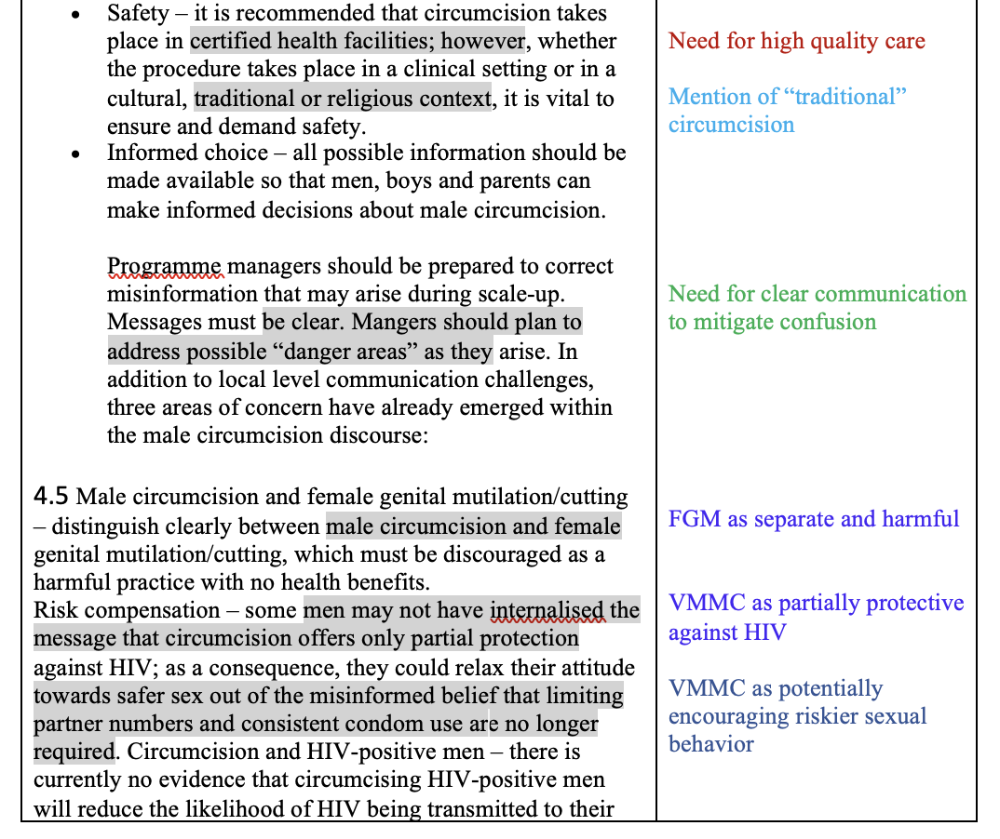 • Safety – it is recommended that circumcision takes
place in certified health facilities; however, whether
the procedure takes place in a clinical setting or in a
cultural, traditional or religious context, it is vital to
ensure and demand safety.
• Informed choice – all possible information should be
made available so that men, boys and parents can
make informed decisions about male circumcision.
Programme managers should be prepared to correct
misinformation that may arise during scale-up.
Messages must be clear. Mangers should plan to
address possible “danger areas” as they arise. In
addition to local level communication challenges,
three areas of concern have already emerged within
the male circumcision discourse:
4.5 Male circumcision and female genital mutilation/cutting
– distinguish clearly between male circumcision and female
genital mutilation/cutting, which must be discouraged as a
harmful practice with no health benefits.
Risk compensation – some men may not have internalised the
message that circumcision offers only partial protection
against HIV; as a consequence, they could relax their attitude
towards safer sex out of the misinformed belief that limiting
partner numbers and consistent condom use are no longer
required. Circumcision and HIV-positive men – there is
currently no evidence that circumcising HIV-positive men
will reduce the likelihood of HIV being transmitted to their
Need for high quality care
Mention of “traditional”
circumcision
Need for clear communication
to mitigate confusion
FGM as separate and harmful
VMMC as partially protective
against HIV
VMMC as potentially
encouraging riskier sexual
behavior